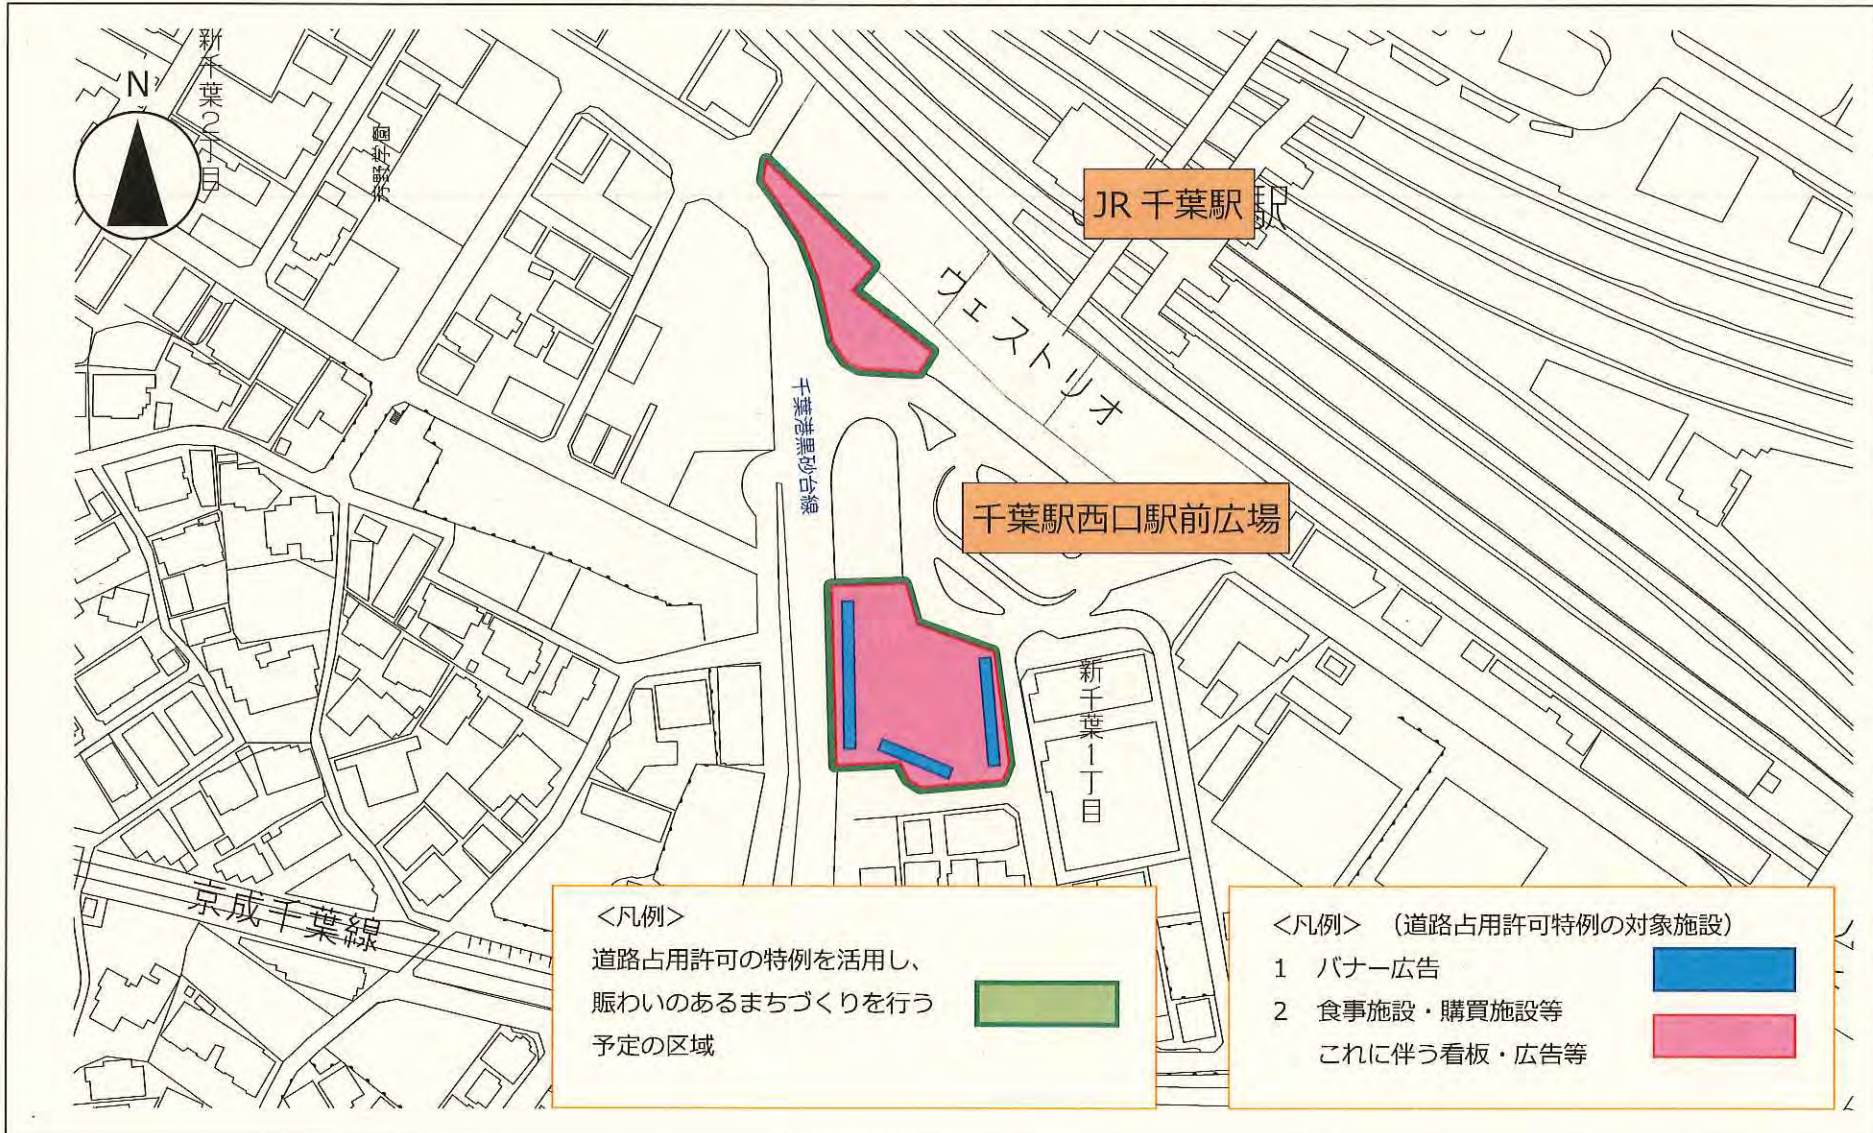 新千葉2丁目
N
芳野学園
JR 千葉駅
駅
ウェストリオ
千葉港黒砂台線
千葉駅西口駅前広場
新千葉1丁目
京成千葉線
<凡例>
道路占用許可の特例を活用し、
賑わいのあるまちづくりを行う
予定の区域
<凡例> (道路占用許可特例の対象施設)
1 バナー広告
2 食事施設・購買施設等
これに伴う看板・広告等